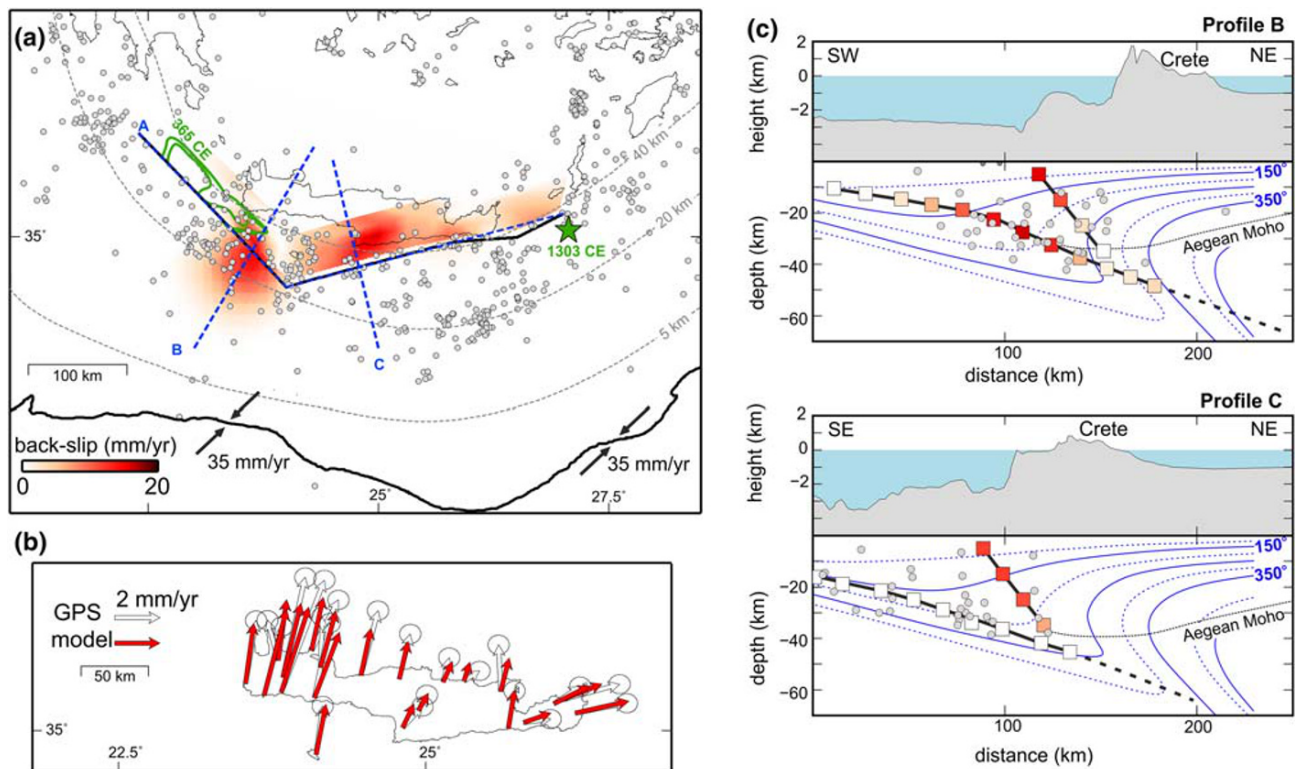 (a)
A
365 CE
40 km
20 km
5 km
35°
1303 CE
B
C
100 km
back-slip (mm/yr)
0 20
35 mm/yr
35 mm/yr
25° 27.5°
(b)
GPS 2 mm/yr
model
50 km
35°
22.5° 25°
(c)
Profile B
SW Crete NE
height (km)
2
0
−2
150°
350°
Aegean Moho
depth (km)
−20
−40
−60
100 200
distance (km)
Profile C
SE Crete NE
height (km)
2
0
−2
150°
350°
Aegean Moho
depth (km)
−20
−40
−60
100 200
distance (km)